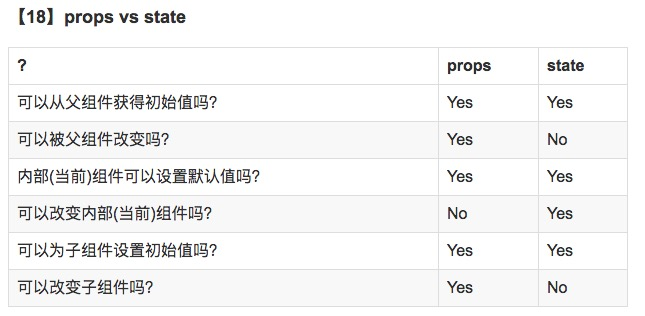 【18】props vs state
? props state
可以从父组件获得初始值吗? Yes Yes
可以被父组件改变吗? Yes No
内部(当前)组件可以设置默认值吗? Yes Yes
可以改变内部(当前)组件吗? No Yes
可以为子组件设置初始值吗? Yes Yes
可以改变子组件吗? Yes No